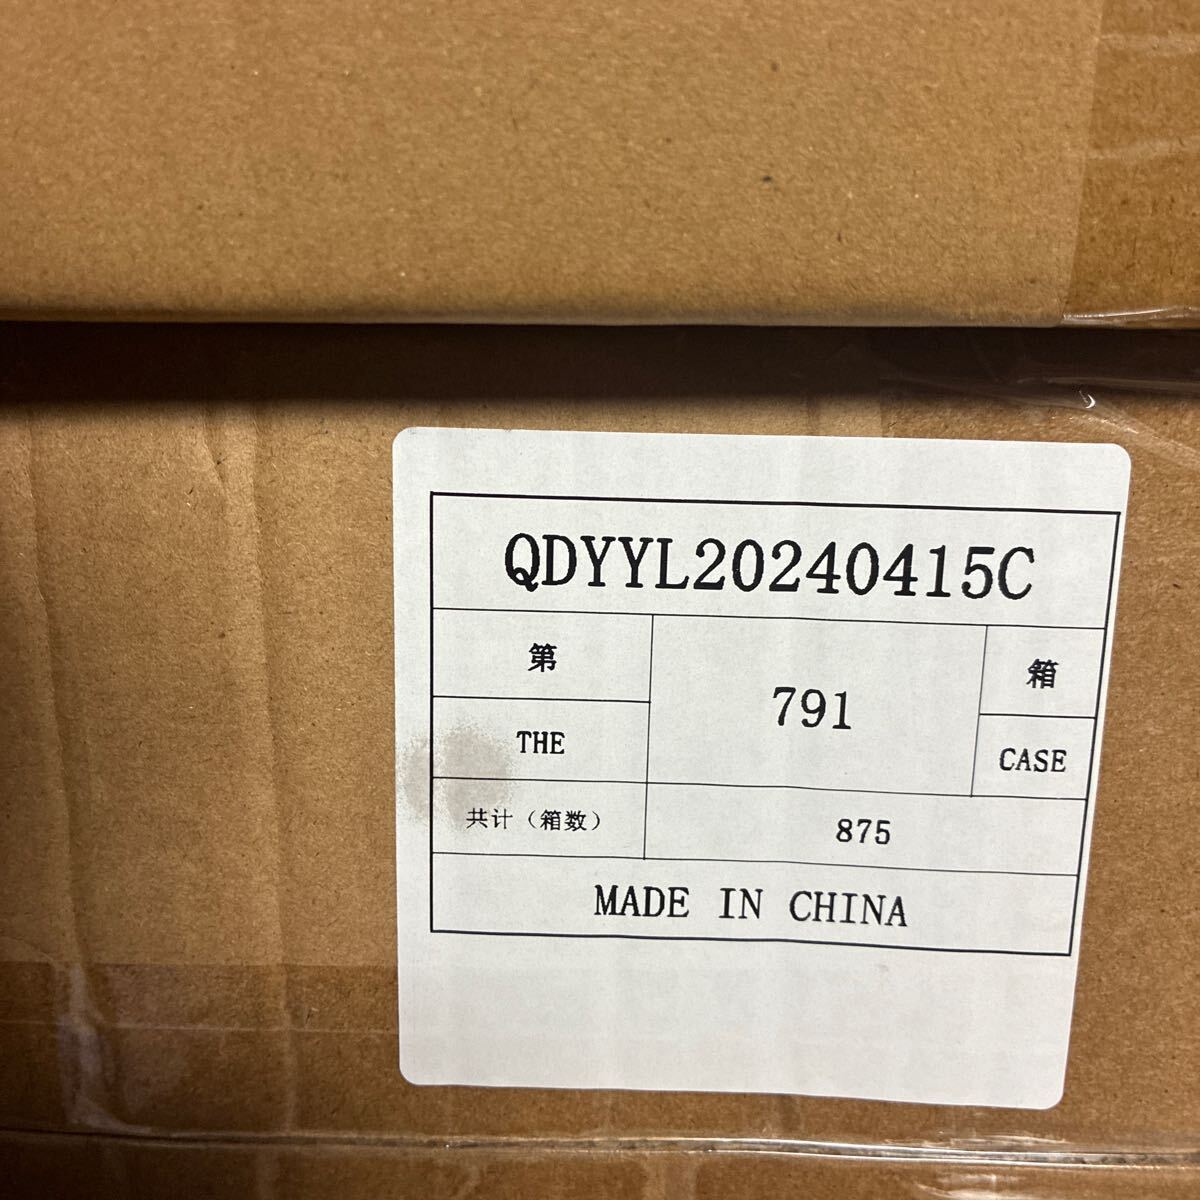 QDYYL20240415C
第 791 箱
THE CASE
共计（箱数） 875
MADE IN CHINA